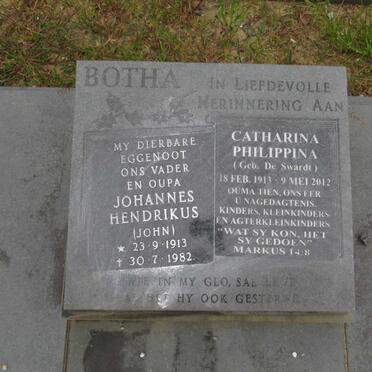 BOTHA
IN LIEFDEVOLLE
HERINNERING AAN
MY DIERBARE
EGGENOOT
ONS VADER
EN OUPA
JOHANNES
HENDRIKUS
(JOHN)
★ 23·9·1913
✝ 30·7·1982
CATHARINA
PHILIPPINA
(Geb. De Swardt)
18 FEB. 1913 - 9 MEI 2012
OUMA TIEN, ONS EER
U NAGEDAGTENIS.
KINDERS, KLEINKINDERS
EN AGTERKLEINKINDERS
"WAT SY KON, HET
SY GEDOEN"
MARKUS 14:8
WIE IN MY GLO, SAL
HY OOK